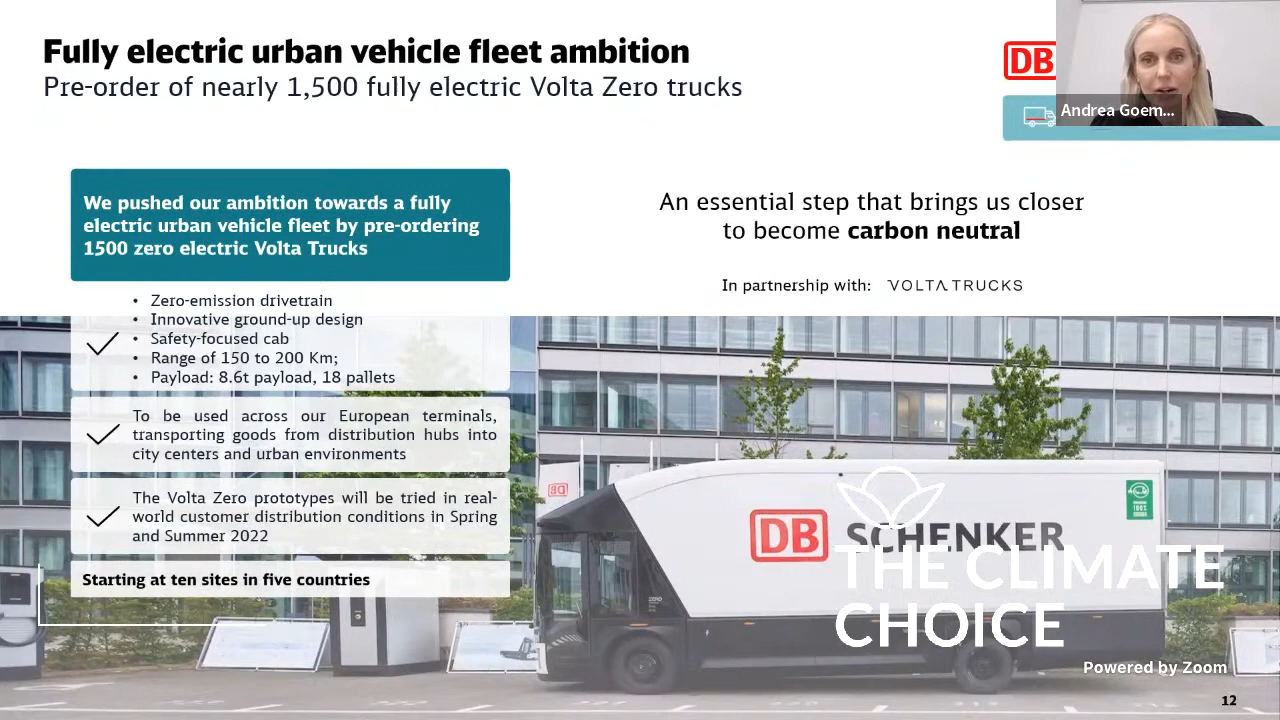 Fully electric urban vehicle fleet ambition
Pre-order of nearly 1,500 fully electric Volta Zero trucks
DB
Andrea Goem...
We pushed our ambition towards a fully
electric urban vehicle fleet by pre-ordering
1500 zero electric Volta Trucks
An essential step that brings us closer
to become carbon neutral
In partnership with: VOLTA TRUCKS
• Zero-emission drivetrain
• Innovative ground-up design
• Safety-focused cab
• Range of 150 to 200 Km;
• Payload: 8.6t payload, 18 pallets
To be used across our European terminals,
transporting goods from distribution hubs into
city centers and urban environments
The Volta Zero prototypes will be tried in real-
world customer distribution conditions in Spring
and Summer 2022
Starting at ten sites in five countries
DB
DB SCHENKER
THE CLIMATE
CHOICE
Powered by Zoom
12